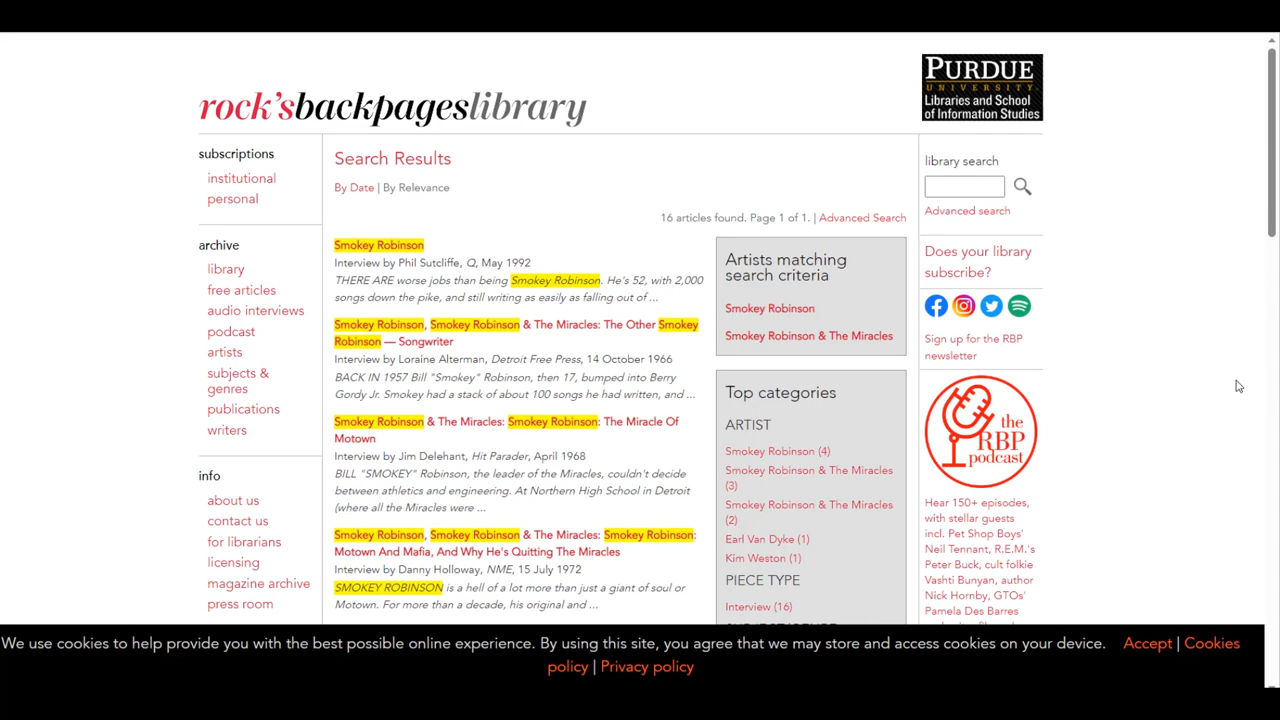 PURDUE
UNIVERSITY
Libraries and School
of Information Studies
rock'sbackpageslibrary
subscriptions
institutional
personal
archive
library
free articles
audio interviews
podcast
artists
subjects &
genres
publications
writers
info
about us
contact us
for librarians
licensing
magazine archive
press room
Search Results
By Date | By Relevance
16 articles found. Page 1 of 1. | Advanced Search
Smokey Robinson
Interview by Phil Sutcliffe, Q, May 1992
THERE ARE worse jobs than being Smokey Robinson. He's 52, with 2,000
songs down the pike, and still writing as easily as falling out of ...
Smokey Robinson, Smokey Robinson & The Miracles: The Other Smokey
Robinson — Songwriter
Interview by Loraine Alterman, Detroit Free Press, 14 October 1966
BACK IN 1957 Bill "Smokey" Robinson, then 17, bumped into Berry
Gordy Jr. Smokey had a stack of about 100 songs he had written, and ...
Smokey Robinson & The Miracles: Smokey Robinson: The Miracle Of
Motown
Interview by Jim Delehant, Hit Parader, April 1968
BILL "SMOKEY" Robinson, the leader of the Miracles, couldn't decide
between athletics and engineering. At Northern High School in Detroit
(where all the Miracles were ...
Smokey Robinson, Smokey Robinson & The Miracles: Smokey Robinson:
Motown And Mafia, And Why He's Quitting The Miracles
Interview by Danny Holloway, NME, 15 July 1972
SMOKEY ROBINSON is a hell of a lot more than just a giant of soul or
Motown. For more than a decade, his original and ...
Artists matching
search criteria
Smokey Robinson
Smokey Robinson & The Miracles
Top categories
ARTIST
Smokey Robinson (4)
Smokey Robinson & The Miracles
(3)
Smokey Robinson & The Miracles
(2)
Earl Van Dyke (1)
Kim Weston (1)
PIECE TYPE
Interview (16)
library search
Advanced search
Does your library
subscribe?
Sign up for the RBP
newsletter
the
RBP
podcast
Hear 150+ episodes,
with stellar guests
incl. Pet Shop Boys'
Neil Tennant, R.E.M.'s
Peter Buck, cult folkie
Vashti Bunyan, author
Nick Hornby, GTOs'
Pamela Des Barres
We use cookies to help provide you with the best possible online experience. By using this site, you agree that we may store and access cookies on your device. Accept | Cookies
policy | Privacy policy